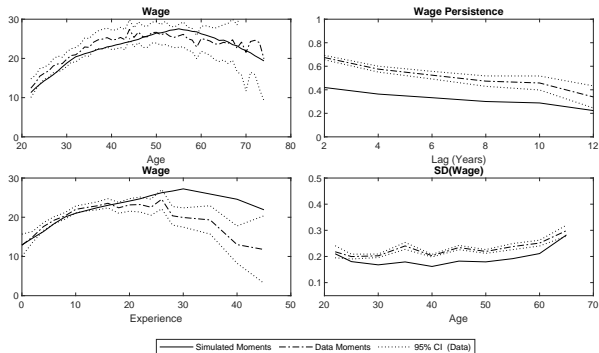 Wage
30
20
10
0
20 30 40 50 60 70 80
Age
Wage Persistence
1
0.8
0.6
0.4
0.2
0
2 4 6 8 10 12
Lag (Years)
Wage
30
20
10
0
0 10 20 30 40 50
Experience
SD(Wage)
0.5
0.4
0.3
0.2
0.1
20 30 40 50 60 70
Age
Simulated Moments Data Moments 95% CI (Data)